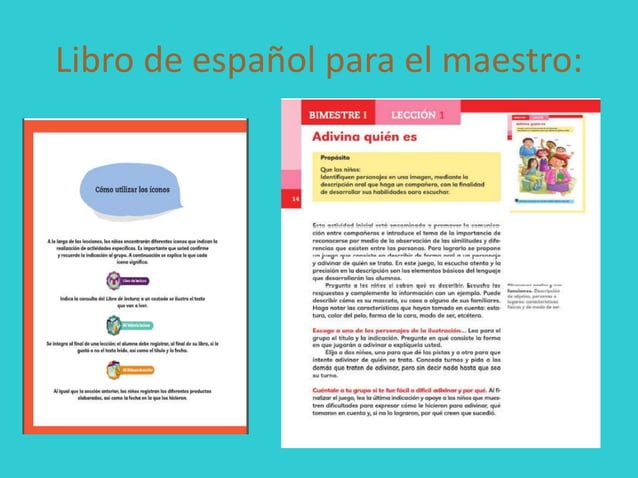 Libro de español para el maestro:
Cómo utilizar los íconos
A lo largo de las lecciones, los niños encontrarán diferentes íconos que indican la
realización de actividades específicas. Es importante que usted confirme
y recuerde la indicación al grupo. A continuación se explica lo que cada
ícono significa.
Libro de lectura
Indica la consulta del Libro de lectura; a un costado se ilustra el texto
que van a leer.
Mi
Se integra al final de una lección; el alumno debe registrar, al final de su libro, si le
gustó o no el texto leído, así como el título y la fecha.
Mi
Al igual que la sección anterior, los niños registran los diferentes productos
elaborados, así como la fecha en la que los hicieron.
BIMESTRE I LECCIÓN 1
Adivina quién es
Propósito
Que los niños:
Identifiquen personajes en una imagen, mediante la
descripción oral que haga un compañero, con la finalidad
de desarrollar sus habilidades para escuchar.
14
Adivina quién es
Esta actividad inicial está encaminada a promover la comunica-
ción entre compañeros e introduce el tema de la importancia de
reconocerse por medio de la observación de las similitudes y dife-
rencias que existen entre las personas. Para lograrlo se propone
un juego que consiste en describir de forma oral a un personaje
y adivinar de quién se trata. En este juego, la escucha atenta y la
precisión en la descripción son los elementos básicos del lenguaje
que desarrollarán los alumnos.
Pregunte a los niños si saben qué es describir. Escuche las
respuestas y complemente la información con un ejemplo. Puede
describir cómo es su mascota, su casa o alguno de sus familiares.
Haga notar las características que hayan tomado en cuenta: esta-
tura, color del pelo, forma de la cara, modo de ser, etcétera.
funciones. Descripción
de objetos, personas o
lugares: características
físicas y de modo de ser.
Escoge a uno de los personajes de la ilustración... Lea para el
grupo el título y la indicación. Pregunte en qué consiste la forma
en que jugarán a adivinar o explíquela usted.
Elija a dos niños, uno para que dé las pistas y a otro para que
intente adivinar de quién se trata. Conceda turnos y pida a los
demás que traten de adivinar, pero sin decir nada hasta que sea
su turno.
Cuéntale a tu grupo si te fue fácil o difícil adivinar y por qué. Al fi-
nalizar el juego, lea la última indicación y apoye a los niños que mues-
tren dificultades para expresar cómo le hicieron para adivinar, qué
tomaron en cuenta y, si no lo lograron, por qué creen que sucedió.